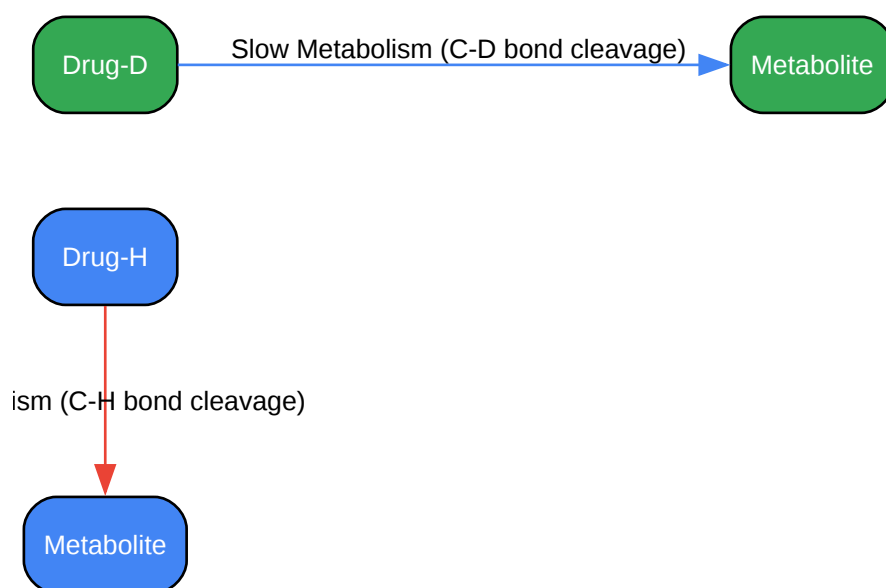 Drug-D
Slow Metabolism (C-D bond cleavage)
Metabolite
Drug-H
ism (C-H bond cleavage)
Metabolite